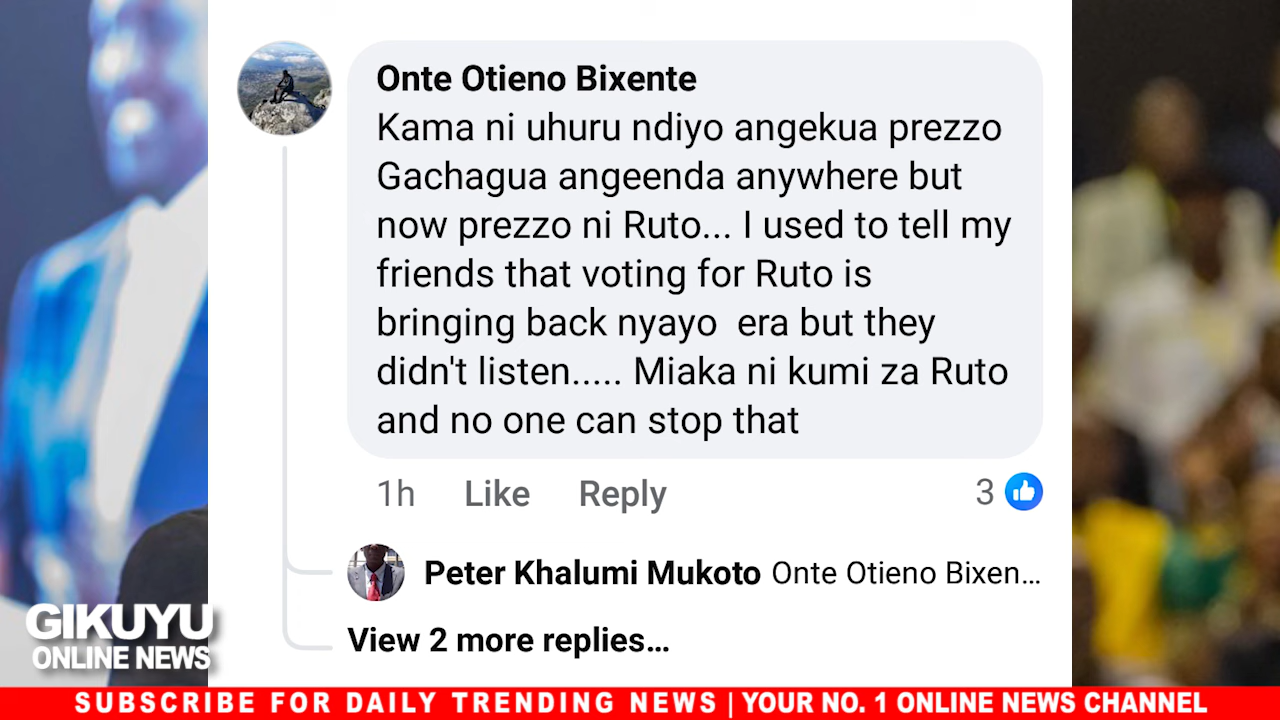 Onte Otieno Bixente
Kama ni uhuru ndiyo angekua prezzo
Gachagua angeenda anywhere but
now prezzo ni Ruto... I used to tell my
friends that voting for Ruto is
bringing back nyayo  era but they
didn't listen..... Miaka ni kumi za Ruto
and no one can stop that
1h Like Reply 3
Peter Khalumi Mukoto Onte Otieno Bixen...
View 2 more replies...
GIKUYU
ONLINE NEWS
SUBSCRIBE FOR DAILY TRENDING NEWS | YOUR NO. 1 ONLINE NEWS CHANNEL